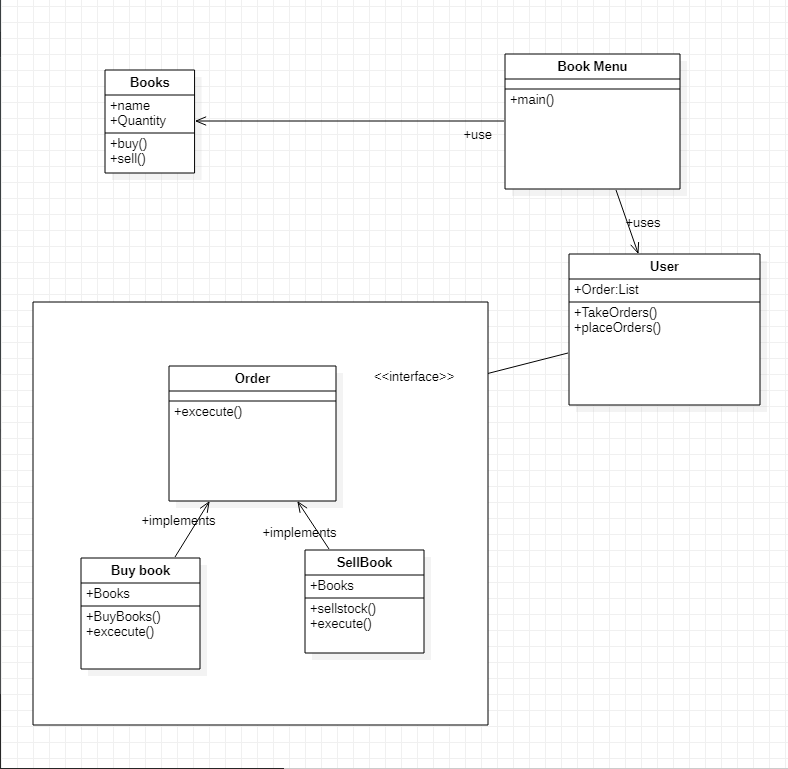 Books
+name
+Quantity
+buy()
+sell()
Book Menu
+main()
+use
+uses
User
+Order:List
+TakeOrders()
+placeOrders()
<<interface>>
Order
+excecute()
+implements
+implements
Buy book
+Books
+BuyBooks()
+excecute()
SellBook
+Books
+sellstock()
+execute()